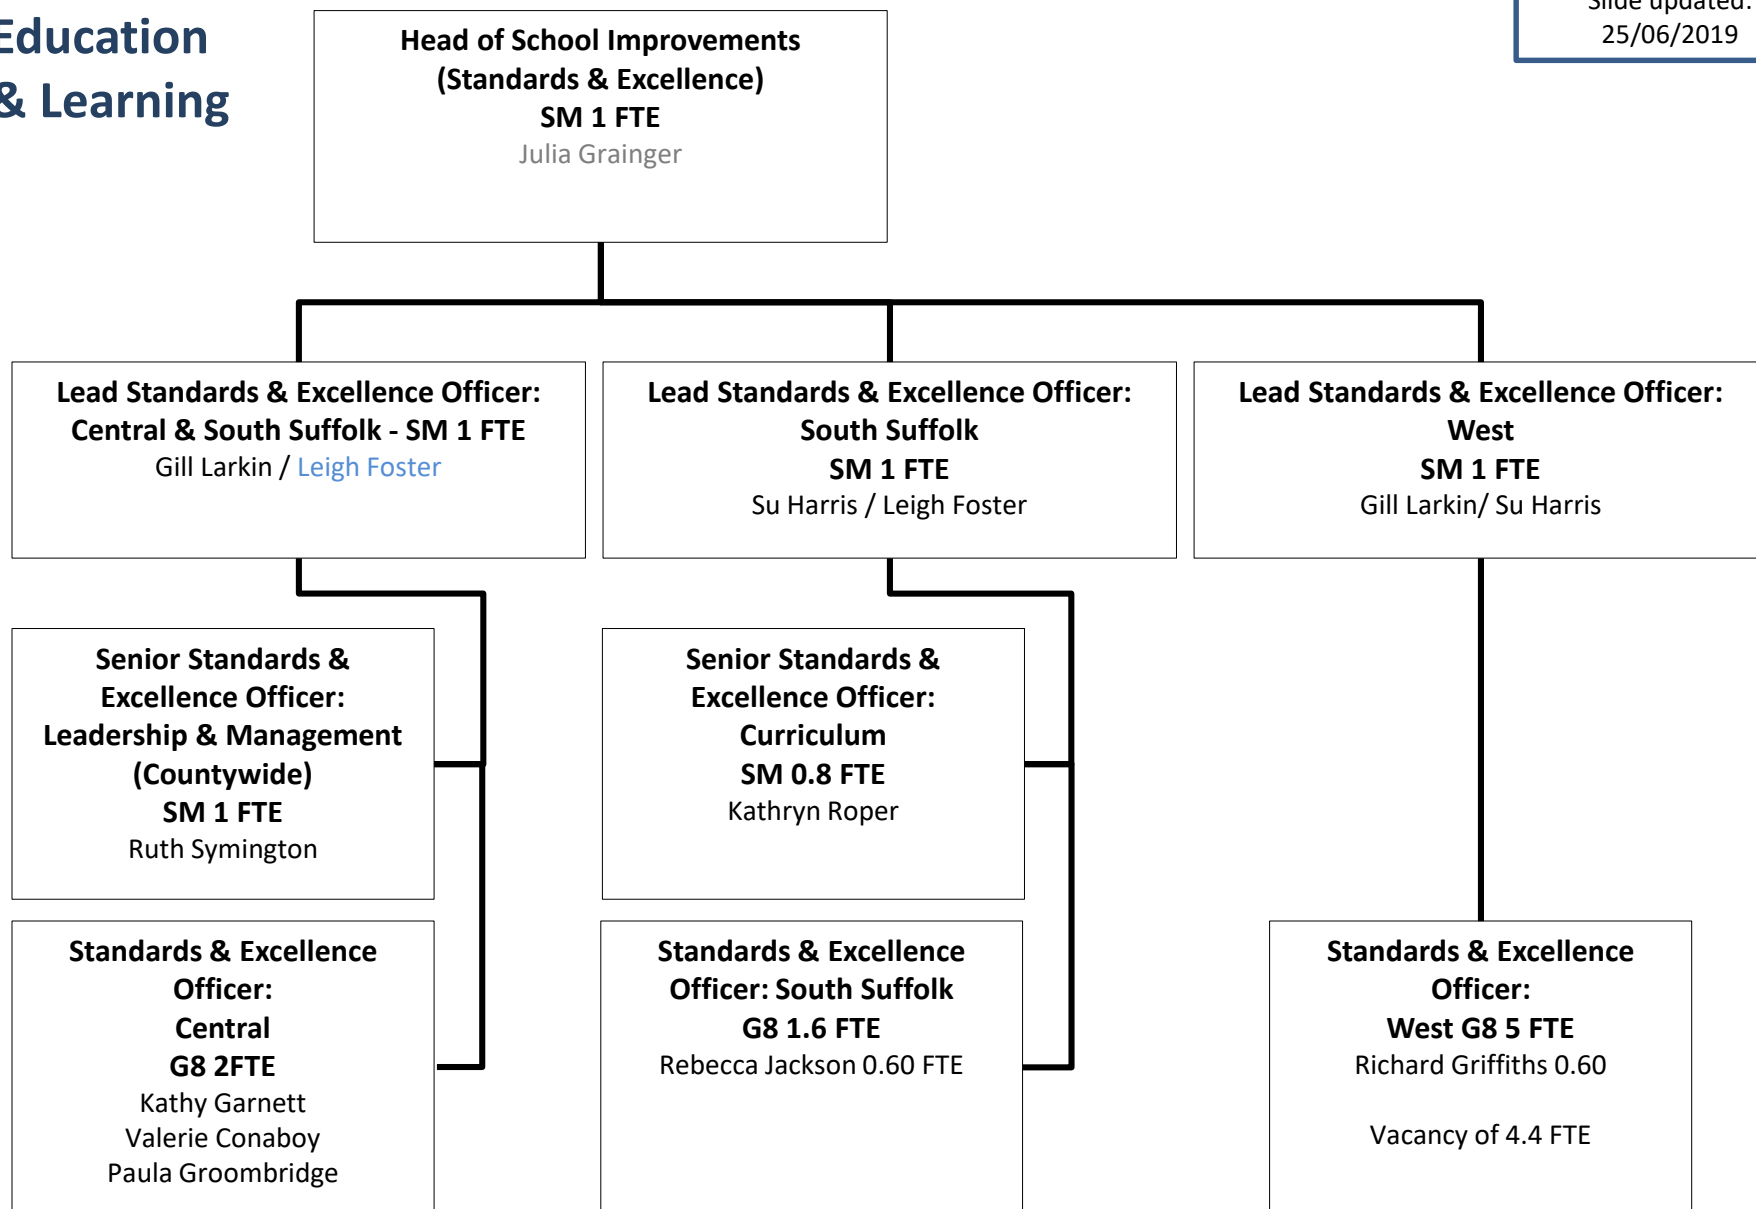 Education
& Learning
Slide updated:
25/06/2019
Head of School Improvements
(Standards & Excellence)
SM 1 FTE
Julia Grainger
Lead Standards & Excellence Officer:
Central & South Suffolk - SM 1 FTE
Gill Larkin / Leigh Foster
Lead Standards & Excellence Officer:
South Suffolk
SM 1 FTE
Su Harris / Leigh Foster
Lead Standards & Excellence Officer:
West
SM 1 FTE
Gill Larkin/ Su Harris
Senior Standards &
Excellence Officer:
Leadership & Management
(Countywide)
SM 1 FTE
Ruth Symington
Senior Standards &
Excellence Officer:
Curriculum
SM 0.8 FTE
Kathryn Roper
Standards & Excellence
Officer:
Central
G8 2FTE
Kathy Garnett
Valerie Conaboy
Paula Groombridge
Standards & Excellence
Officer: South Suffolk
G8 1.6 FTE
Rebecca Jackson 0.60 FTE
Standards & Excellence
Officer:
West G8 5 FTE
Richard Griffiths 0.60
Vacancy of 4.4 FTE